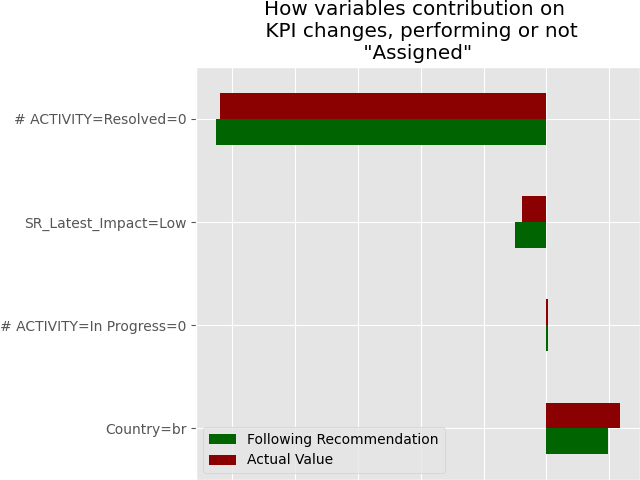 How variables contribution on
KPI changes, performing or not
"Assigned"
# ACTIVITY=Resolved=0
SR_Latest_Impact=Low
# ACTIVITY=In Progress=0
Country=br
Following Recommendation
Actual Value